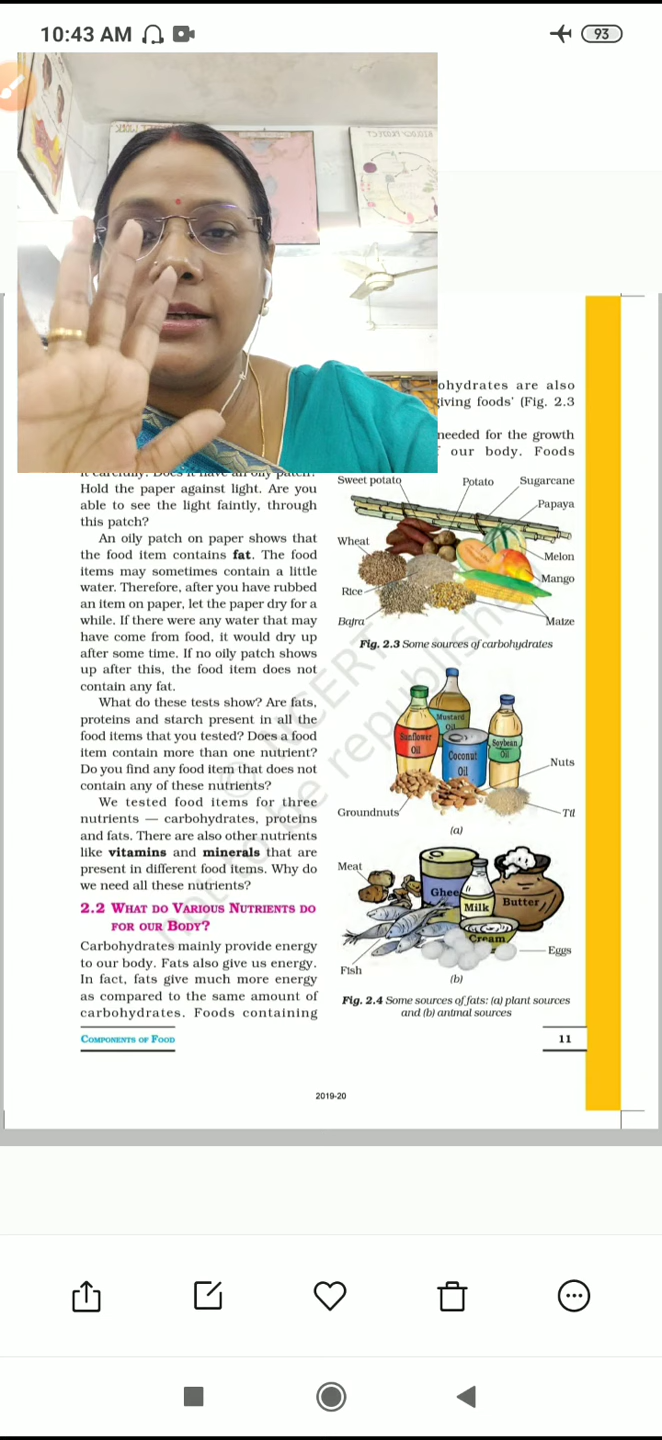 10:43 AM
93
ohydrates are also
giving foods' (Fig. 2.3
needed for the growth
our body. Foods
it carefully. Does it have an oily patch?
Hold the paper against light. Are you
able to see the light faintly, through
this patch?
An oily patch on paper shows that
the food item contains fat. The food
items may sometimes contain a little
water. Therefore, after you have rubbed
an item on paper, let the paper dry for a
while. If there were any water that may
have come from food, it would dry up
after some time. If no oily patch shows
up after this, the food item does not
contain any fat.
What do these tests show? Are fats,
proteins and starch present in all the
food items that you tested? Does a food
item contain more than one nutrient?
Do you find any food item that does not
contain any of these nutrients?
We tested food items for three
nutrients — carbohydrates, proteins
and fats. There are also other nutrients
like vitamins and minerals that are
present in different food items. Why do
we need all these nutrients?
2.2 WHAT DO VARIOUS NUTRIENTS DO
FOR OUR BODY?
Carbohydrates mainly provide energy
to our body. Fats also give us energy.
In fact, fats give much more energy
as compared to the same amount of
carbohydrates. Foods containing
Sweet potato
Potato
Sugarcane
Papaya
Wheat
Melon
Mango
Rice
Bajra
Maize
Fig. 2.3 Some sources of carbohydrates
Mustard
Oil
Sunflower
Oil
Soybean
Oil
Coconut
Oil
Nuts
Groundnuts
Til
(a)
Meat
Ghee
Milk
Butter
Cream
Eggs
Fish
(b)
Fig. 2.4 Some sources of fats: (a) plant sources
and (b) animal sources
COMPONENTS OF FOOD
11
2019-20
© NCERT
not to be republished